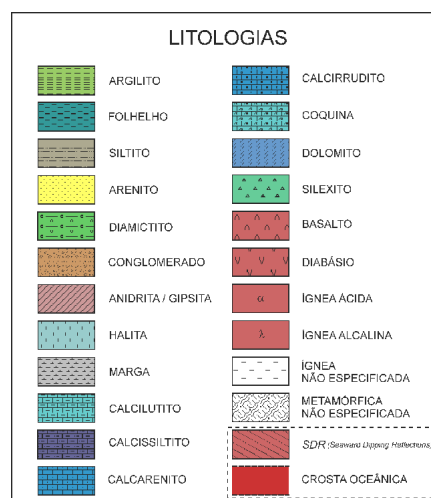 LITOLOGIAS
ARGILITO
FOLHELHO
SILTITO
ARENITO
DIAMICTITO
CONGLOMERADO
ANIDRITA / GIPSITA
HALITA
MARGA
CALCILUTITO
CALCISSILTITO
CALCARENITO
CALCIRRUDITO
COQUINA
DOLOMITO
SILEXITO
BASALTO
DIABÁSIO
α
ÍGNEA ÁCIDA
λ
ÍGNEA ALCALINA
ÍGNEA
NÃO ESPECIFICADA
METAMÓRFICA
NÃO ESPECIFICADA
SDR (Seaward Dipping Reflections)
CROSTA OCEÂNICA